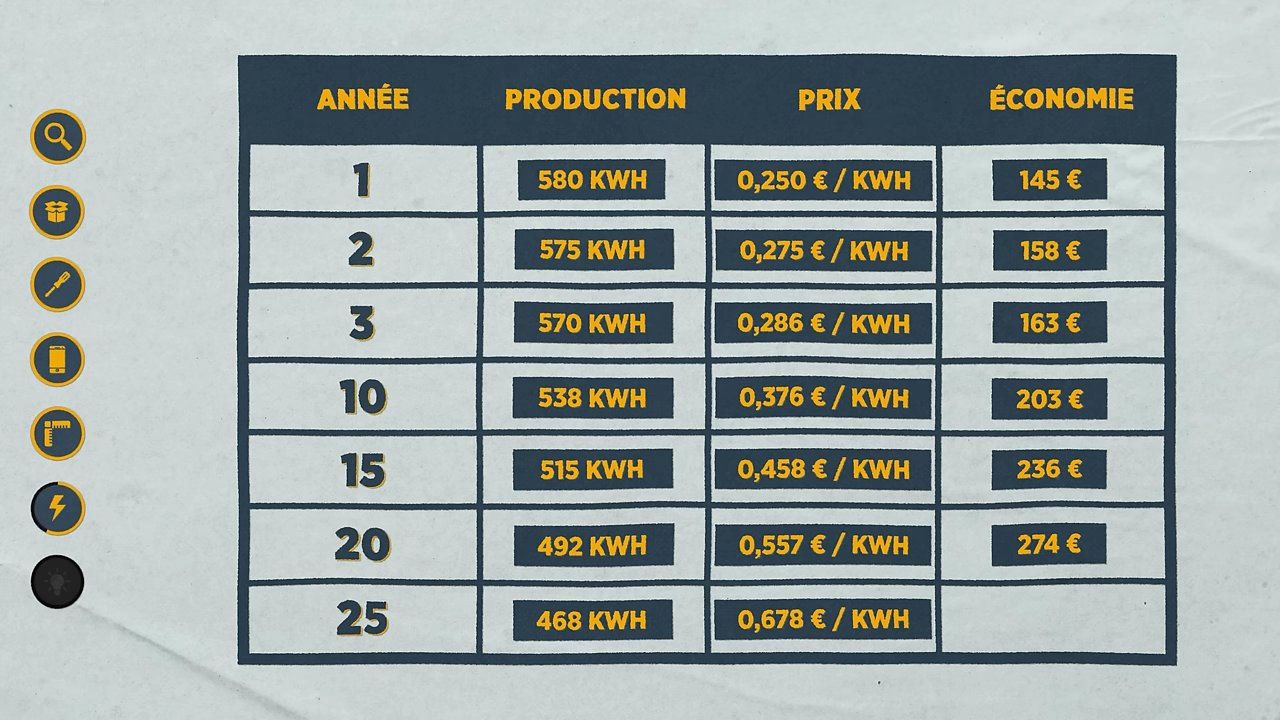 ANNÉE PRODUCTION PRIX ÉCONOMIE
1 580 KWH 0,250 € / KWH 145 €
2 575 KWH 0,275 € / KWH 158 €
3 570 KWH 0,286 € / KWH 163 €
10 538 KWH 0,376 € / KWH 203 €
15 515 KWH 0,458 € / KWH 236 €
20 492 KWH 0,557 € / KWH 274 €
25 468 KWH 0,678 € / KWH